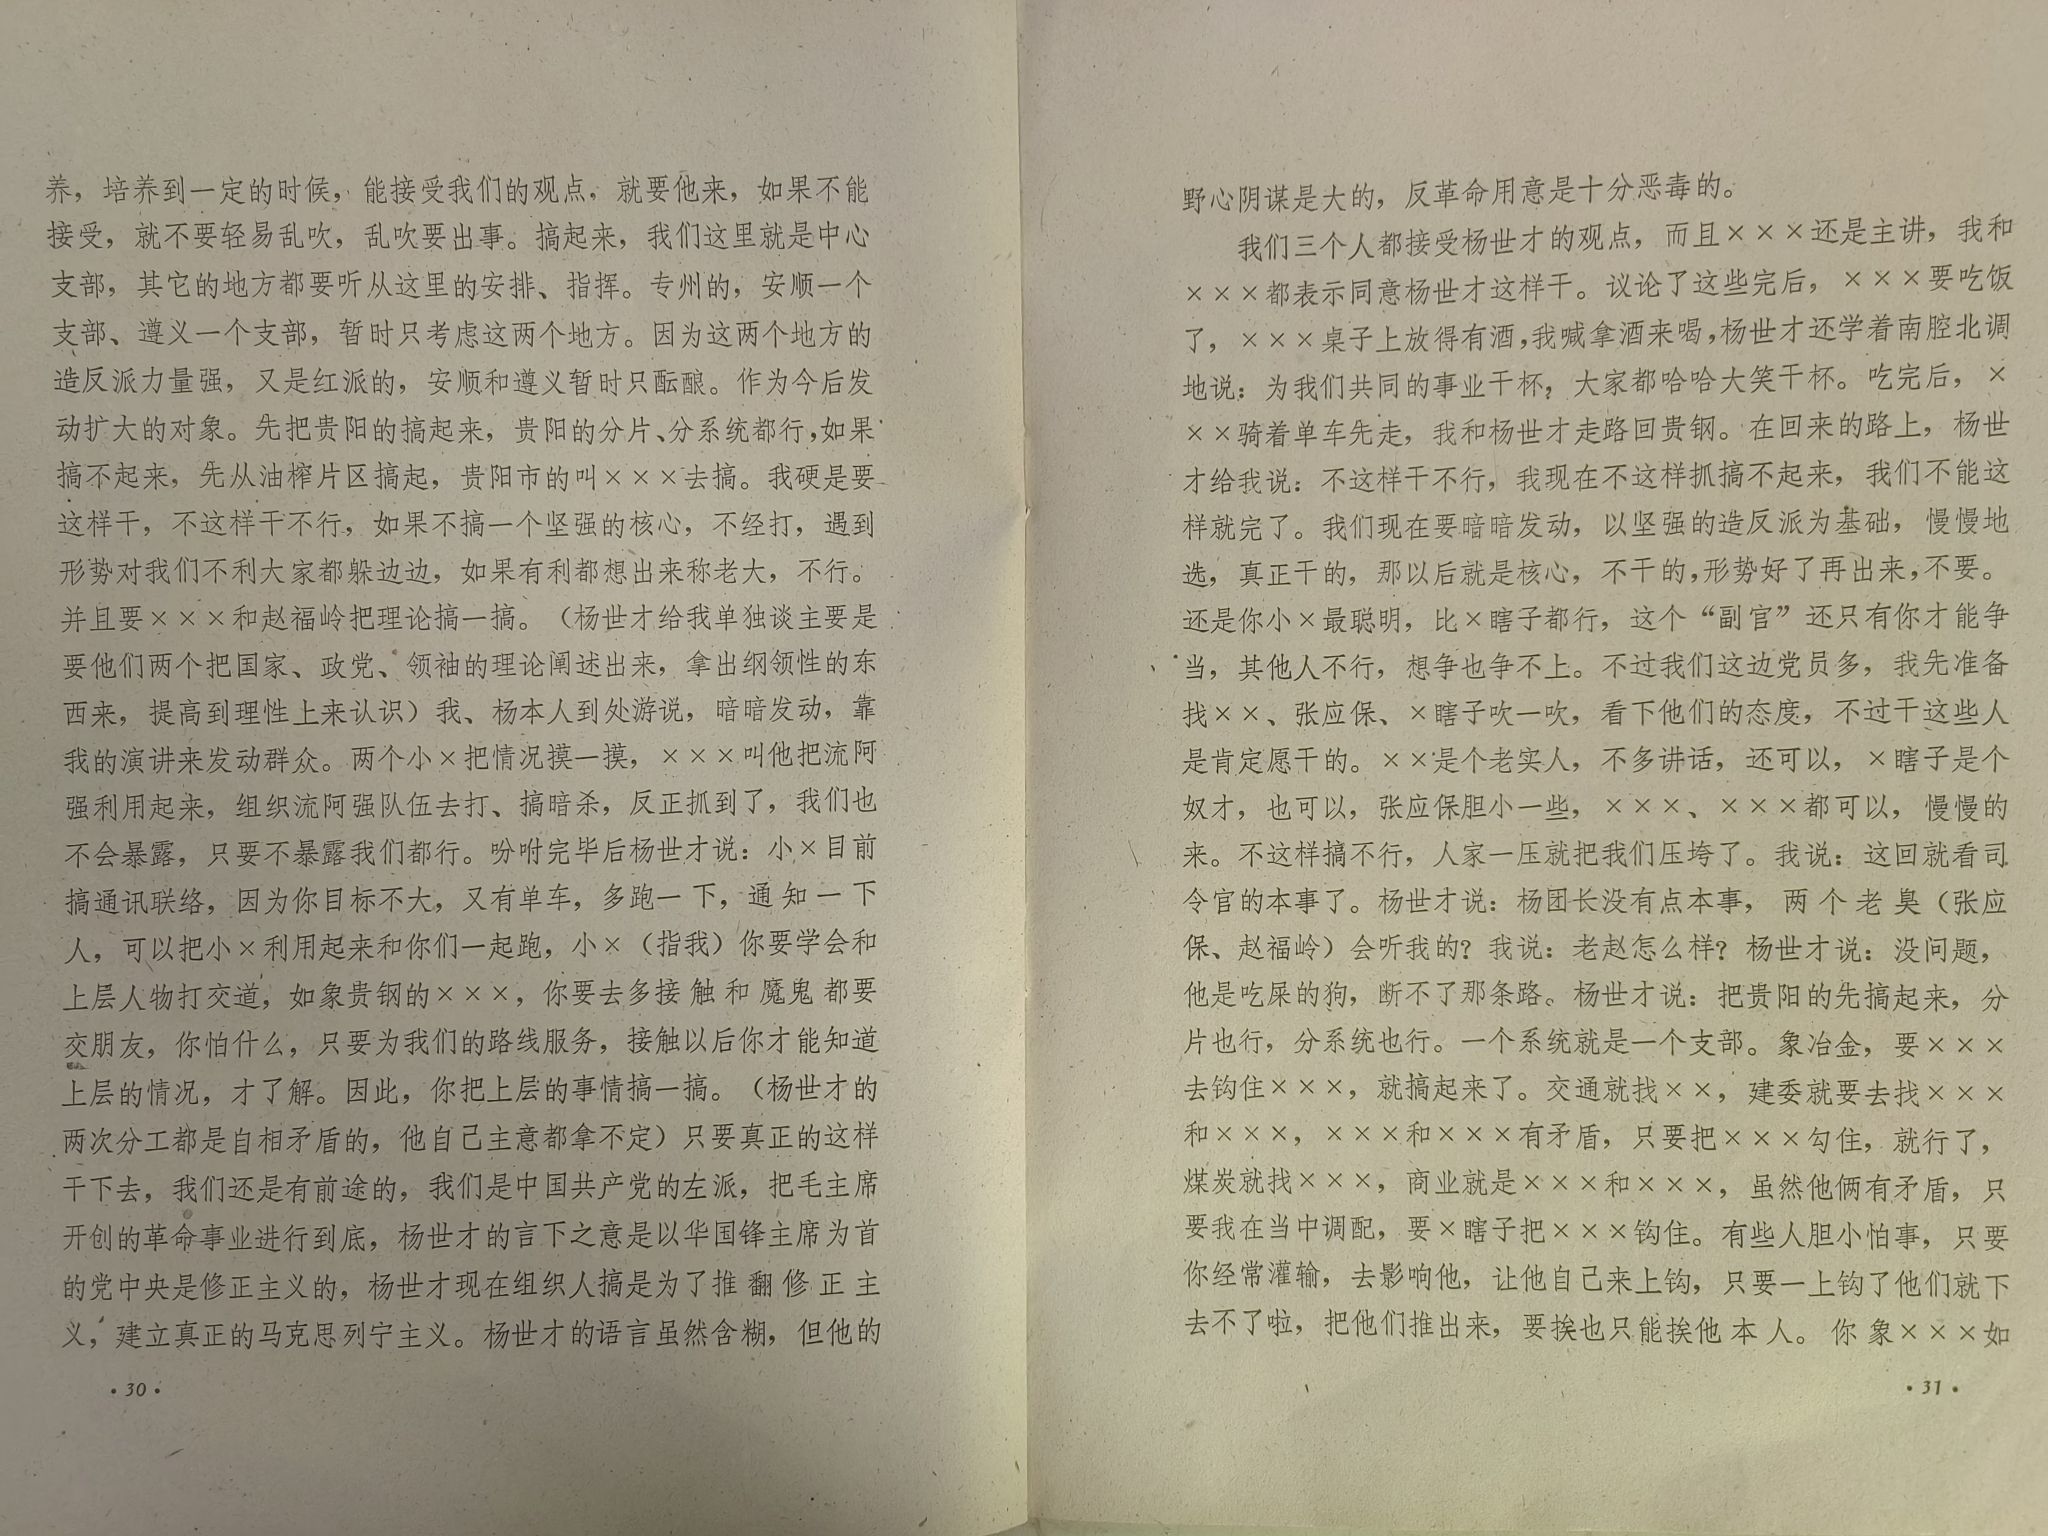 养，培养到一定的时候，能接受我们的观点，就要他来，如果不能
接受，就不要轻易乱吹，乱吹要出事。搞起来，我们这里就是中心
支部，其它的地方都要听从这里的安排、指挥。专州的，安顺一个
支部、遵义一个支部，暂时只考虑这两个地方。因为这两个地方的
造反派力量强，又是红派的，安顺和遵义暂时只酝酿。作为今后发
动扩大的对象。先把贵阳的搞起来，贵阳的分片、分系统都行，如果
搞不起来，先从油榨片区搞起，贵阳市的叫×××去搞。我硬是要
这样干，不这样干不行，如果不搞一个坚强的核心，不经打，遇到
形势对我们不利大家都躲边边，如果有利都想出来称老大，不行。
并且要×××和赵福岭把理论搞一搞。（杨世才给我单独谈主要是
要他们两个把国家、政党、领袖的理论阐述出来，拿出纲领性的东
西来，提高到理性上来认识）我、杨本人到处游说，暗暗发动，靠
我的演讲来发动群众。两个小×把情况摸一摸，×××叫他把流阿
强利用起来，组织流阿强队伍去打、搞暗杀，反正抓到了，我们也
不会暴露，只要不暴露我们都行。吩咐完毕后杨世才说：小×目前
搞通讯联络，因为你目标不大，又有单车，多跑一下，通知一下
人，可以把小×利用起来和你们一起跑，小×（指我）你要学会和
上层人物打交道，如象贵钢的×××，你要去多接触和魔鬼都要
交朋友，你怕什么，只要为我们的路线服务，接触以后你才能知道
上层的情况，才了解。因此，你把上层的事情搞一搞。（杨世才的
两次分工都是自相矛盾的，他自己主意都拿不定）只要真正的这样
干下去，我们还是有前途的，我们是中国共产党的左派，把毛主席
开创的革命事业进行到底，杨世才的言下之意是以华国锋主席为首
的党中央是修正主义的，杨世才现在组织人搞是为了推翻修正主
义，建立真正的马克思列宁主义。杨世才的语言虽然含糊，但他的
·30·
野心阴谋是大的，反革命用意是十分恶毒的。
我们三个人都接受杨世才的观点，而且×××还是主讲，我和
×××都表示同意杨世才这样干。议论了这些完后，×××要吃饭
了，×××桌子上放得有酒，我喊拿酒来喝，杨世才还学着南腔北调
地说：为我们共同的事业干杯，大家都哈哈大笑干杯。吃完后，×
××骑着单车先走，我和杨世才走路回贵钢。在回来的路上，杨世
才给我说：不这样干不行，我现在不这样抓搞不起来，我们不能这
样就完了。我们现在要暗暗发动，以坚强的造反派为基础，慢慢地
选，真正干的，那以后就是核心，不干的，形势好了再出来，不要。
还是你小×最聪明，比×瞎子都行，这个“副官”还只有你才能争
当，其他人不行，想争也争不上。不过我们这边党员多，我先准备
找××、张应保、×瞎子吹一吹，看下他们的态度，不过干这些人
是肯定愿干的。××是个老实人，不多讲话，还可以，×瞎子是个
奴才，也可以，张应保胆小一些，×××、×××都可以，慢慢的
来。不这样搞不行，人家一压就把我们压垮了。我说：这回就看司
令官的本事了。杨世才说：杨团长没有点本事，两个老臭（张应
保、赵福岭）会听我的？我说：老赵怎么样？杨世才说：没问题，
他是吃屎的狗，断不了那条路。杨世才说：把贵阳的先搞起来，分
片也行，分系统也行。一个系统就是一个支部。象冶金，要×××
去钩住×××，就搞起来了。交通就找××，建委就要去找×××
和×××，×××和×××有矛盾，只要把×××勾住，就行了，
煤炭就找×××，商业就是×××和×××，虽然他俩有矛盾，只
要我在当中调配，要×瞎子把×××钩住。有些人胆小怕事，只要
你经常灌输，去影响他，让他自己来上钩，只要一上钩了他们就下
去不了啦，把他们推出来，要挨也只能挨他本人。你象×××如
·31·